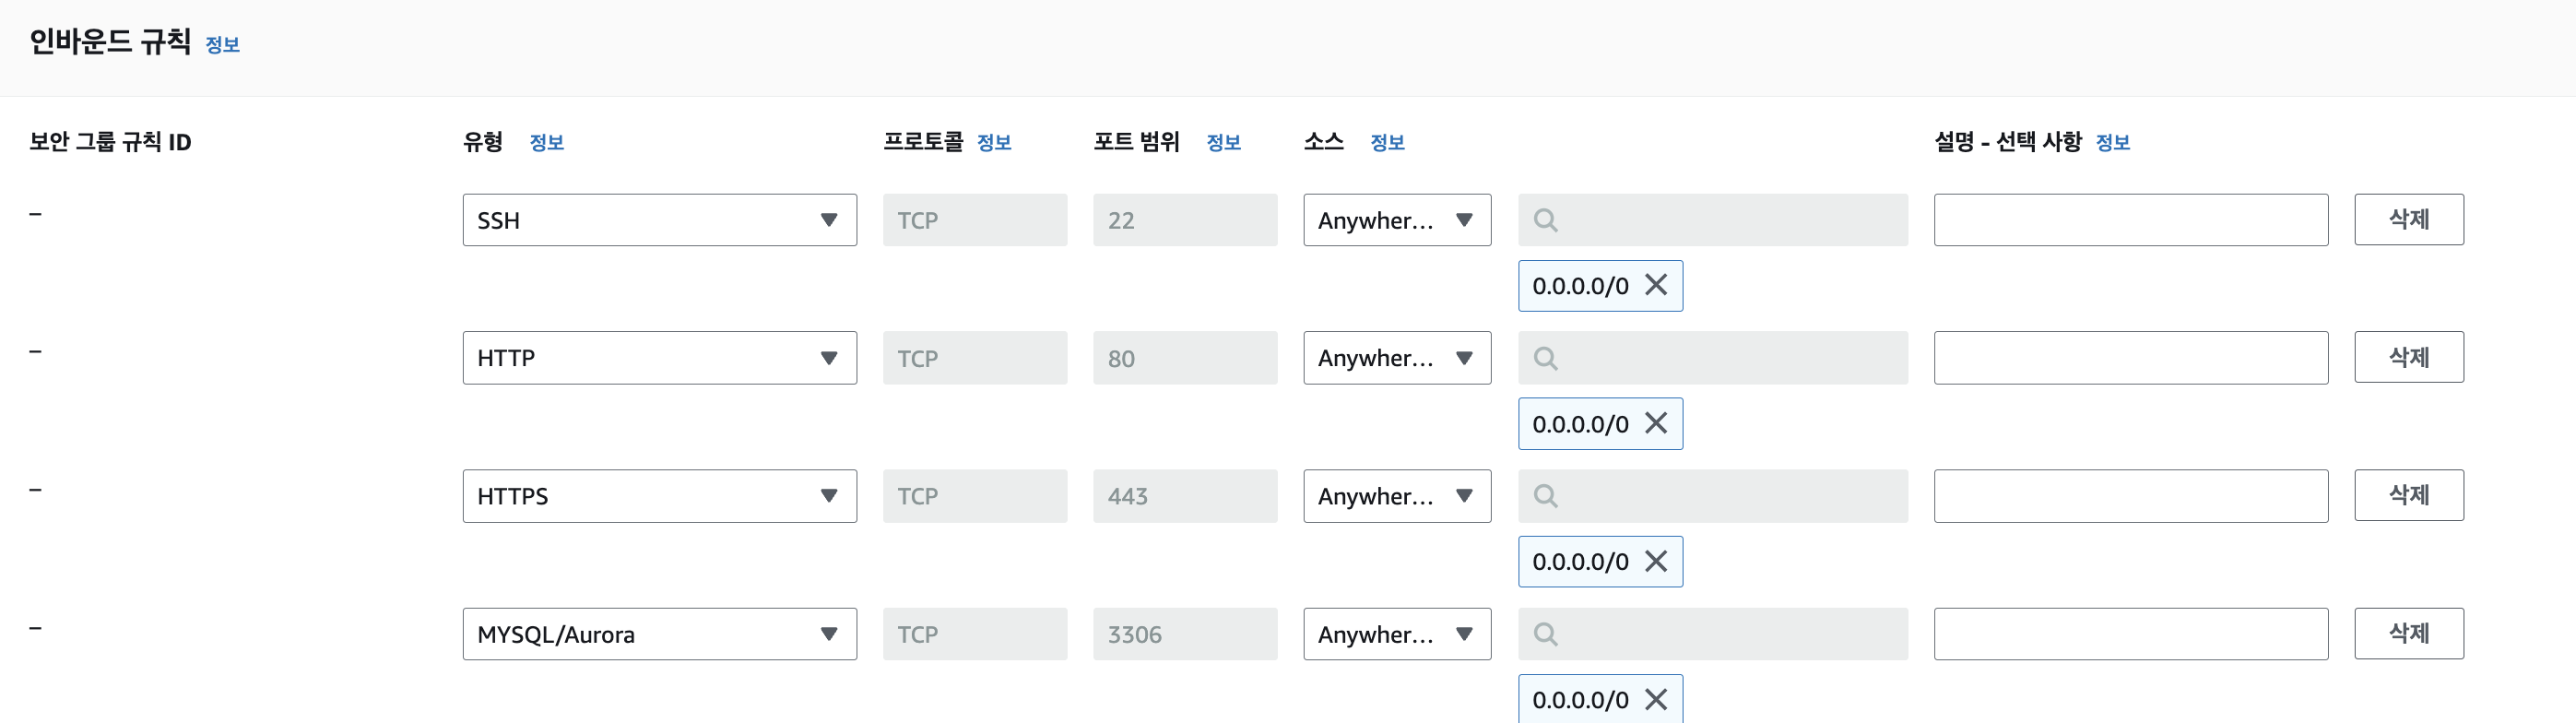 인바운드 규칙 정보
보안 그룹 규칙 ID 유형 정보 프로토콜 정보 포트 범위 정보 소스 정보 설명 - 선택 사항 정보
– SSH TCP 22 Anywher... 삭제
0.0.0.0/0
– HTTP TCP 80 Anywher... 삭제
0.0.0.0/0
– HTTPS TCP 443 Anywher... 삭제
0.0.0.0/0
– MYSQL/Aurora TCP 3306 Anywher... 삭제
0.0.0.0/0